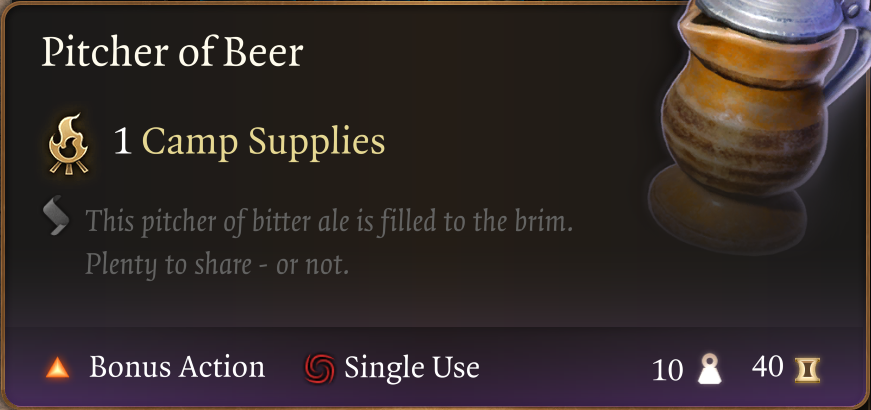 Pitcher of Beer
1 Camp Supplies
This pitcher of bitter ale is filled to the brim.
Plenty to share - or not.
Bonus Action Single Use 10 40